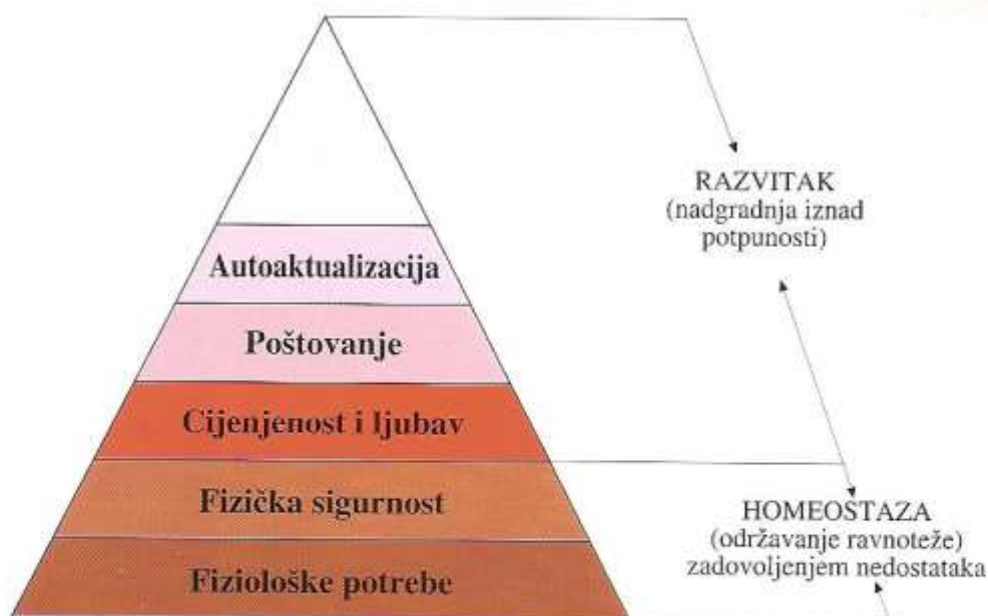 RAZVITAK
(nadgradnja iznad
potpunosti)
Autoaktualizacija
Poštovanje
Cijenjenost i ljubav
Fizička sigurnost
Fiziološke potrebe
HOMEOSTAZA
(održavanje ravnoteže)
zadovoljenjem nedostataka